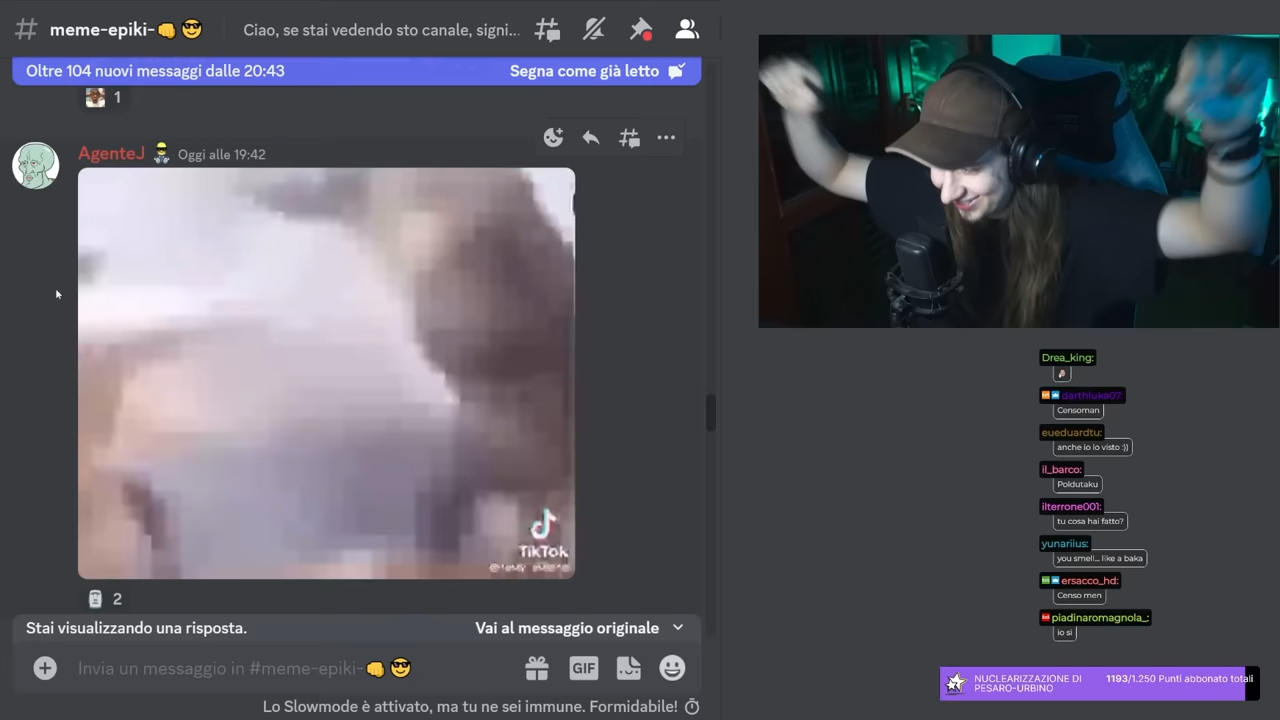 meme-epiki-👊😎
Ciao, se stai vedendo sto canale, signi...
Oltre 104 nuovi messaggi dalle 20:43
Segna come già letto
1
AgenteJ
Oggi alle 19:42
TikTok
2
Stai visualizzando una risposta.
Vai al messaggio originale
Invia un messaggio in #meme-epiki-👊😎
GIF
Lo Slowmode è attivato, ma tu ne sei immune. Formidabile!
Drea_king:
darthluka07:
Censoman
eueduardtu:
anche io lo visto :))
il_barco:
Poldutaku
ilterrone001:
tu cosa hai fatto?
yunariius:
you smell... like a baka
ersacco_hd:
Censo men
piadinaromagnola_:
io si
NUCLEARIZZAZIONE DI
PESARO-URBINO
1193/1.250 Punti abbonato totali